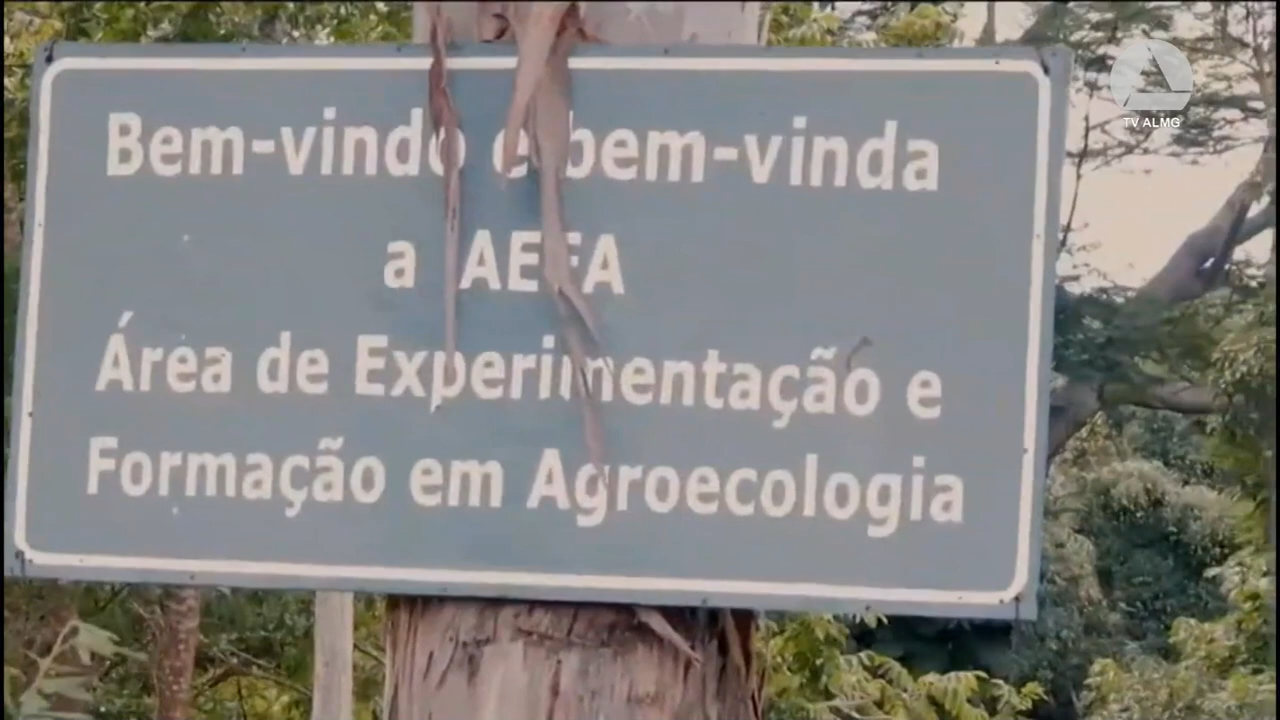 Bem-vindo e bem-vinda
a AEFA
Área de Experimentação e
Formação em Agroecologia
TV ALMG